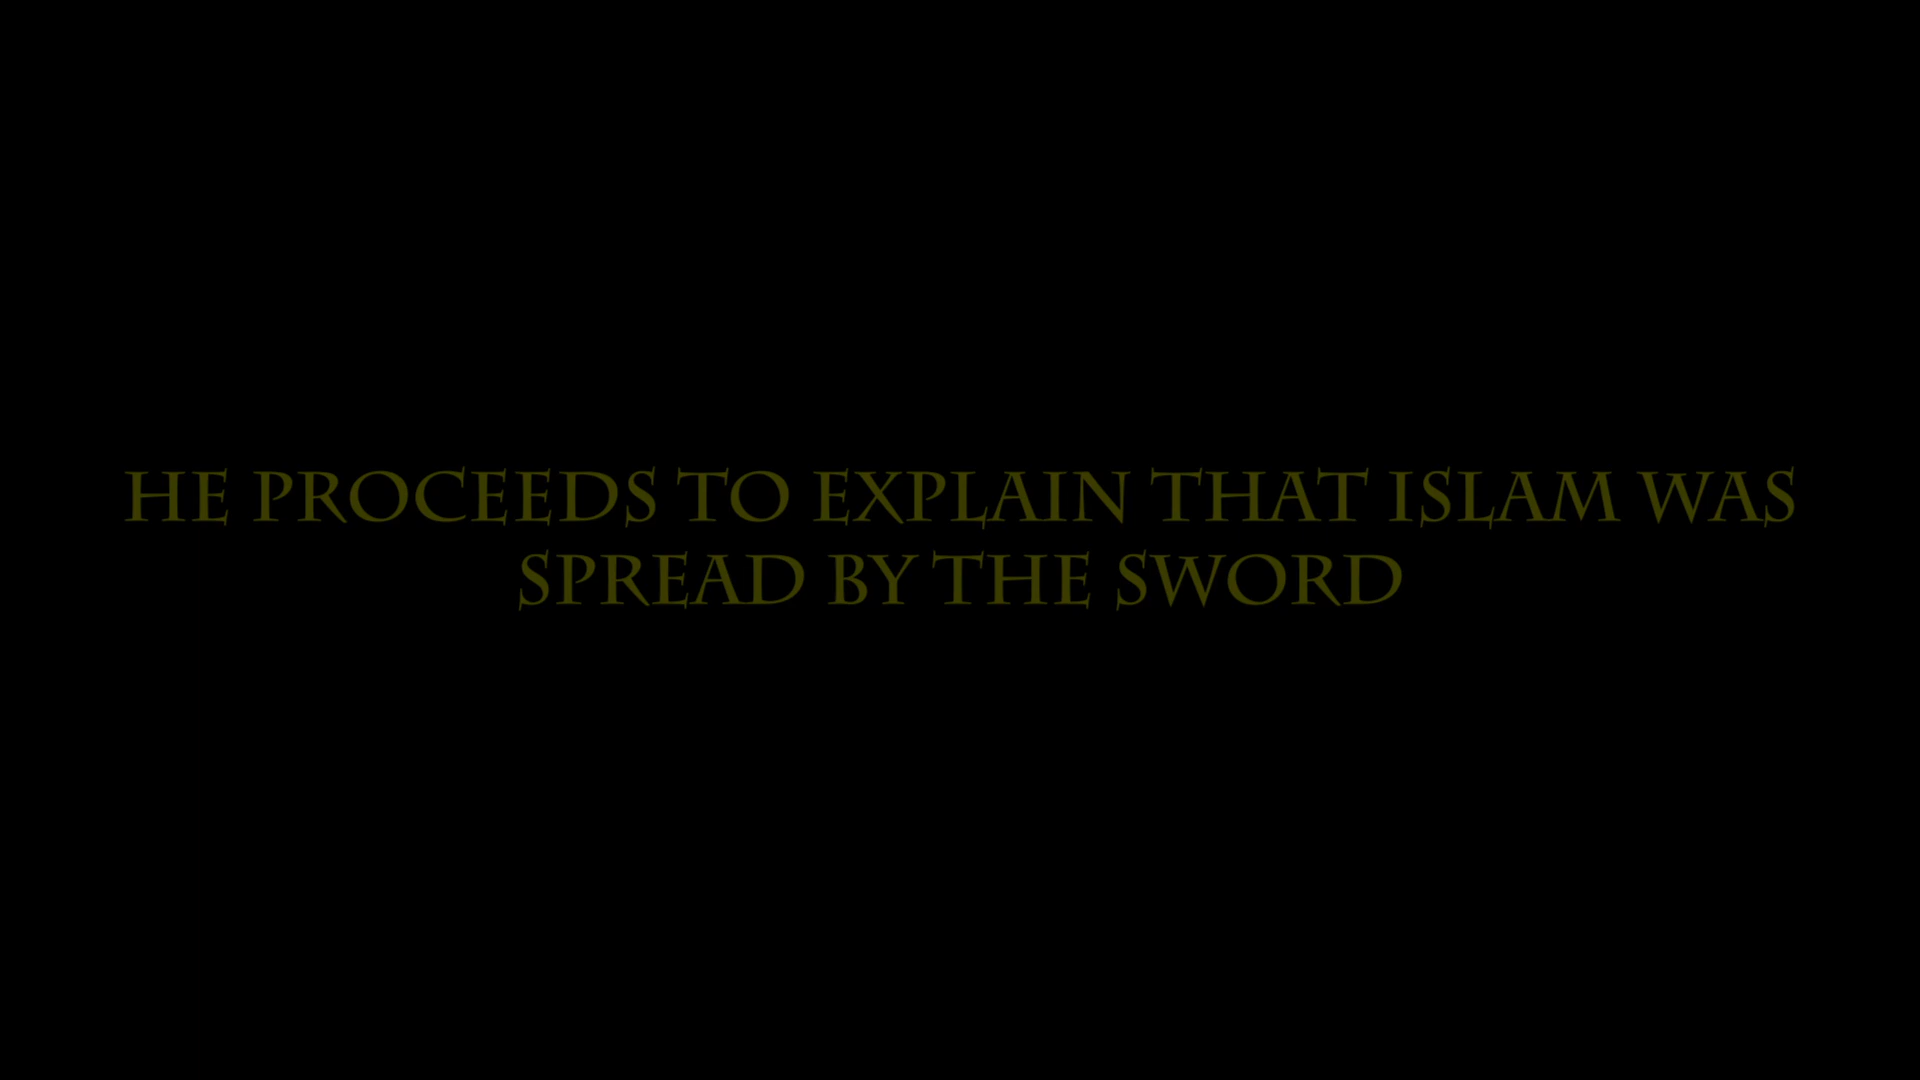 HE PROCEEDS TO EXPLAIN THAT ISLAM WAS
SPREAD BY THE SWORD